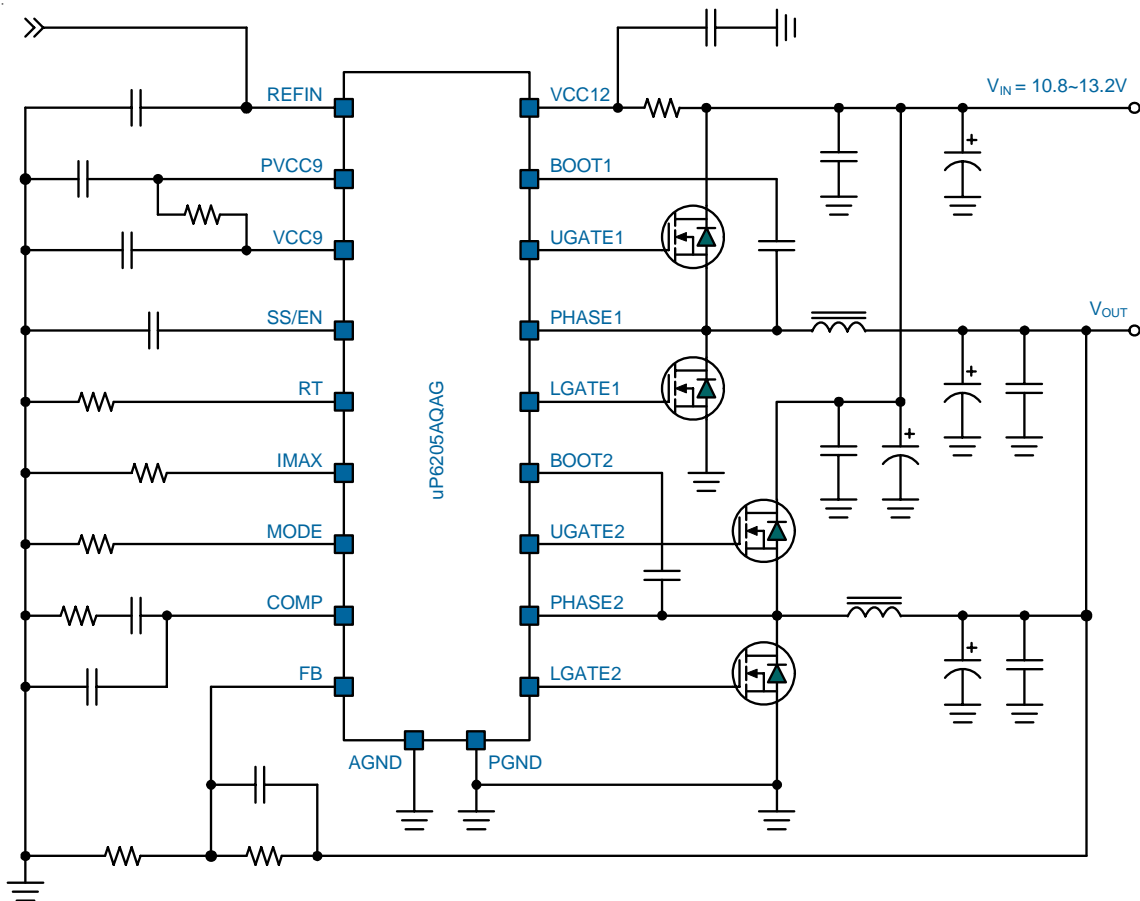 REFIN
PVCC9
VCC9
SS/EN
RT
IMAX
MODE
COMP
FB
uP6205AQAG
AGND
PGND
VCC12
BOOT1
UGATE1
PHASE1
LGATE1
BOOT2
UGATE2
PHASE2
LGATE2
VIN = 10.8~13.2V
+
VOUT
+
+
+